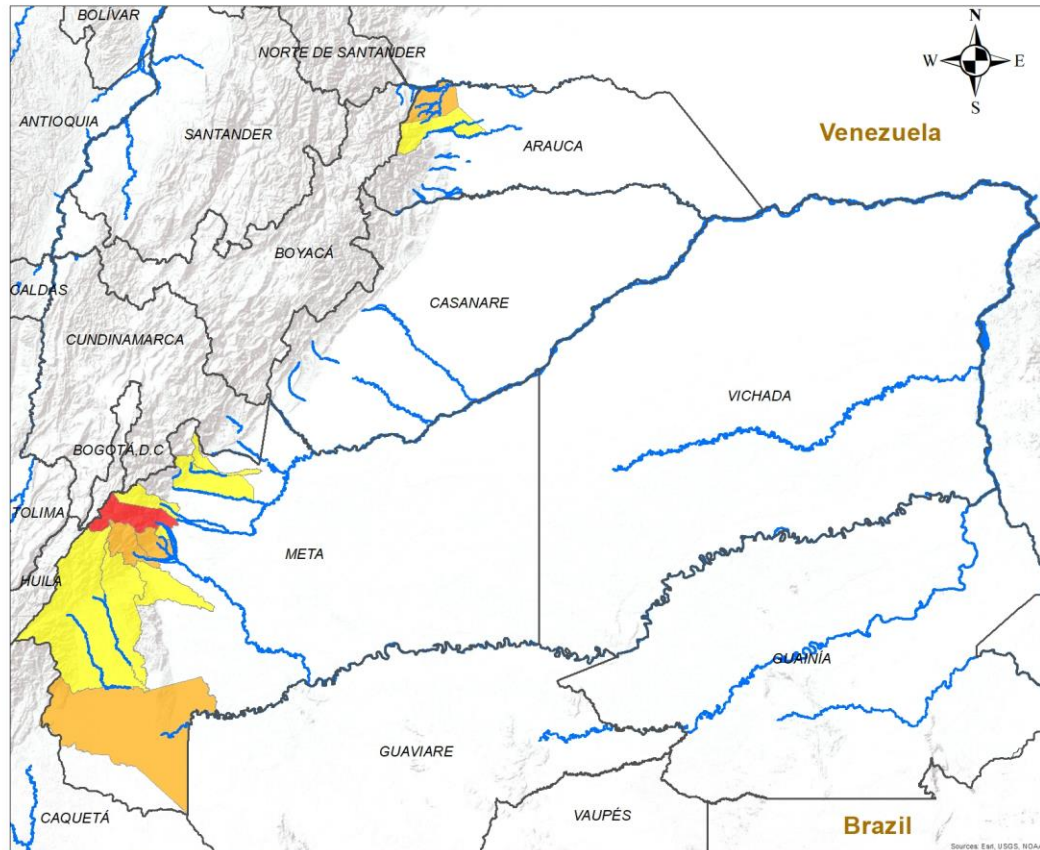 BOLÍVAR
NORTE DE SANTANDER
N
W
E
S
ANTIOQUIA
SANTANDER
ARAUCA
Venezuela
BOYACÁ
CALDAS
CASANARE
CUNDINAMARCA
VICHADA
BOGOTÁ,D.C
TOLIMA
META
HUILA
GUAINÍA
GUAVIARE
CAQUETÁ
VAUPÉS
Brazil
Sources: Esri, USGS, NOAA